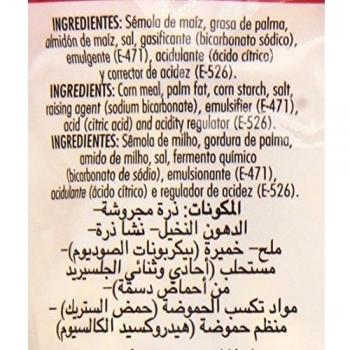 INGREDIENTES: Sémola de maíz, grasa de palma,
almidón de maíz, sal, gasificante (bicarbonato sódico),
emulgente (E-471), acidulante (ácido cítrico)
y corrector de acidez (E-526).
INGREDIENTS: Corn meal, palm fat, corn starch, salt,
raising agent (sodium bicarbonate), emulsifier (E-471),
acid (citric acid) and acidity regulator (E-526).
INGREDIENTES: Sêmola de milho, gordura de palma,
amido de milho, sal, fermento químico
(bicarbonato de sódio), emulsionante (E-471),
acidulante (ácido cítrico) e regulador de acidez (E-526).
المكونات: ذرة مجروشة–
الدهون النخيل– نشا ذرة–
ملح– خميرة (بيكربونات الصوديوم)–
مستحلب (أحادي وثنائي الجلسيريد
من أحماض دسمة)–
مواد تكسب الحموضة (حمض الستريك)–
منظم حموضة (هيدروكسيد الكالسيوم)